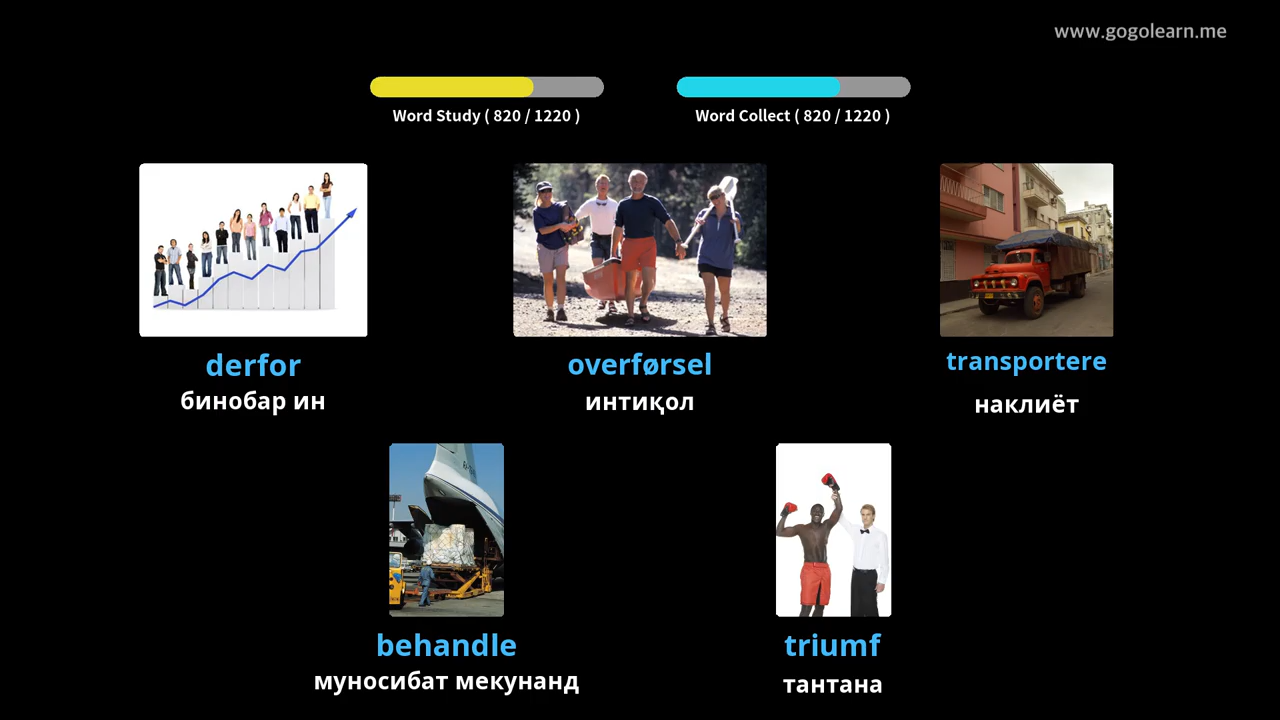 www.gogolearn.me
Word Study ( 820 / 1220 )
Word Collect ( 820 / 1220 )
derfor
бинобар ин
overførsel
интиқол
transportere
наклиёт
behandle
муносибат мекунанд
triumf
тантана